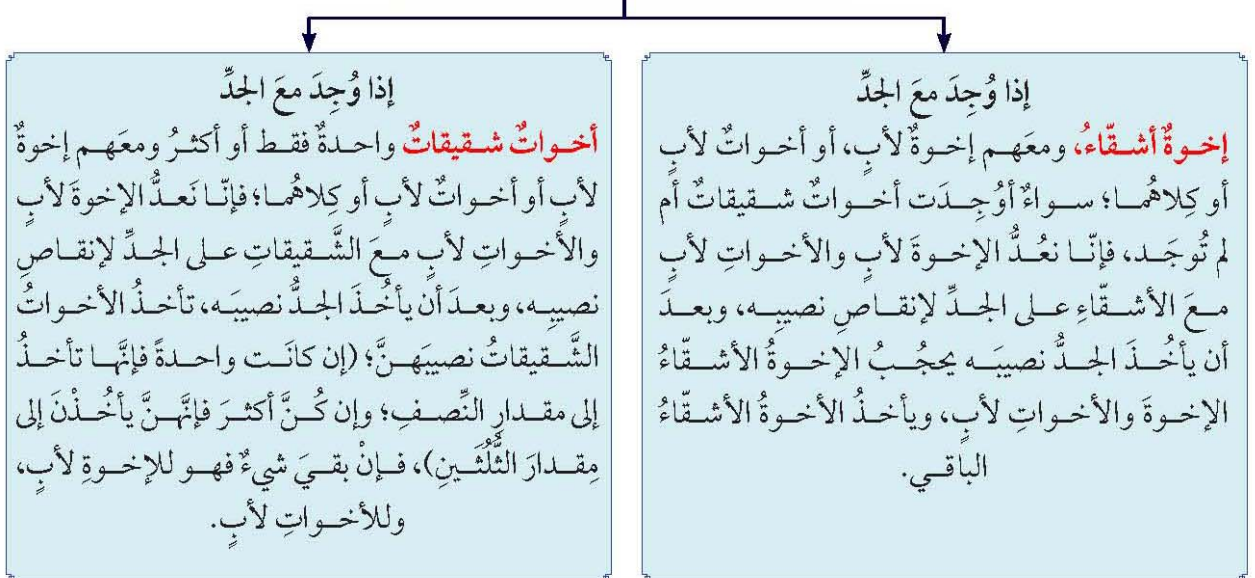 إذا وُجِدَ معَ الجدِّ
إخوةٌ أشقّاءُ، ومعَهم إخوةٌ لأبٍ، أو أخواتٌ لأبٍ
أو كِلاهُما؛ سواءٌ أوُجِدَت أخواتٌ شقيقاتٌ أم
لم تُوجَد، فإنّنا نعُدُّ الإخوةَ لأبٍ والأخواتِ لأبٍ
معَ الأشقّاءِ على الجدِّ لإنقاصِ نصيبِه، وبعدَ
أن يأخُذَ الجدُّ نصيبَه يحجُبُ الإخوةُ الأشقّاءُ
الإخوةَ والأخواتِ لأبٍ، ويأخذُ الأخوةُ الأشقّاءُ
الباقي.
إذا وُجِدَ معَ الجدِّ
أخواتٌ شقيقاتٌ واحدةٌ فقط أو أكثرُ ومعَهم إخوةٌ
لأبٍ أو أخواتٌ لأبٍ أو كِلاهُما؛ فإنّنا نَعدُّ الإخوةَ لأبٍ
والأخواتِ لأبٍ معَ الشَّقيقاتِ على الجدِّ لإنقاصِ
نصيبِه، وبعدَ أن يأخُذَ الجدُّ نصيبَه، تأخذُ الأخواتُ
الشَّقيقاتُ نصيبَهنَّ؛ (إن كانَت واحدةً فإنَّها تأخذُ
إلى مقدارِ النِّصفِ؛ وإن كُنَّ أكثرَ فإنَّهنَّ يأخُذْنَ إلى
مِقدارَ الثُّلُثَينِ)، فإنْ بقيَ شيءٌ فهو للإخوةِ لأبٍ،
وللأخواتِ لأبٍ.